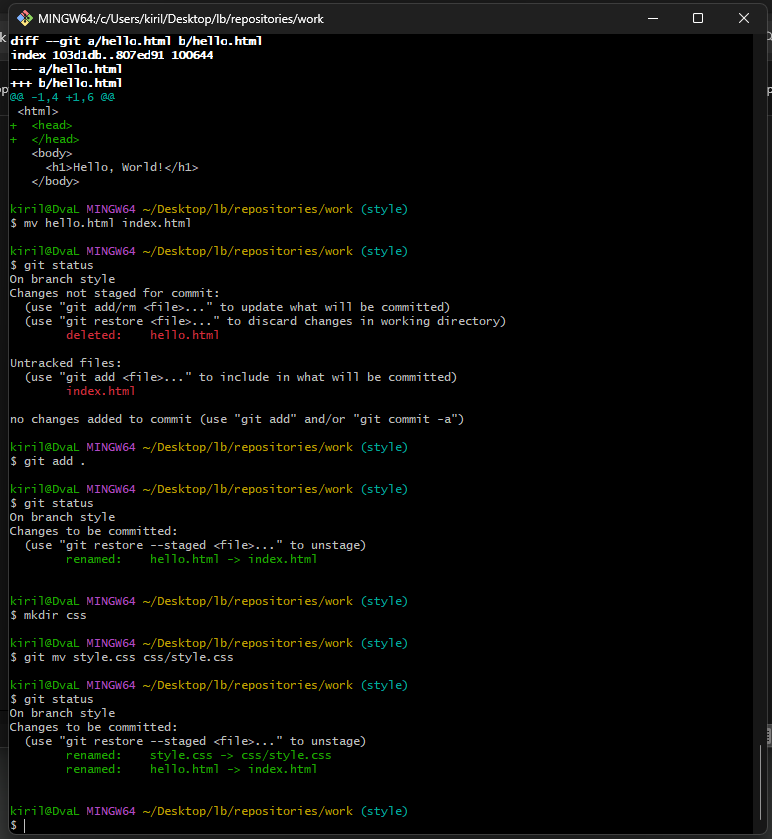 MINGW64:/c/Users/kiril/Desktop/lb/repositories/work
diff --git a/hello.html b/hello.html
index 103d1db..807ed91 100644
--- a/hello.html
+++ b/hello.html
@@ -1,4 +1,6 @@
 <html>
+  <head>
+  </head>
   <body>
     <h1>Hello, World!</h1>
   </body>
kiril@DvaL MINGW64 ~/Desktop/lb/repositories/work (style)
$ mv hello.html index.html
kiril@DvaL MINGW64 ~/Desktop/lb/repositories/work (style)
$ git status
On branch style
Changes not staged for commit:
  (use "git add/rm <file>..." to update what will be committed)
  (use "git restore <file>..." to discard changes in working directory)
        deleted:    hello.html
Untracked files:
  (use "git add <file>..." to include in what will be committed)
        index.html
no changes added to commit (use "git add" and/or "git commit -a")
kiril@DvaL MINGW64 ~/Desktop/lb/repositories/work (style)
$ git add .
kiril@DvaL MINGW64 ~/Desktop/lb/repositories/work (style)
$ git status
On branch style
Changes to be committed:
  (use "git restore --staged <file>..." to unstage)
        renamed:    hello.html -> index.html
kiril@DvaL MINGW64 ~/Desktop/lb/repositories/work (style)
$ mkdir css
kiril@DvaL MINGW64 ~/Desktop/lb/repositories/work (style)
$ git mv style.css css/style.css
kiril@DvaL MINGW64 ~/Desktop/lb/repositories/work (style)
$ git status
On branch style
Changes to be committed:
  (use "git restore --staged <file>..." to unstage)
        renamed:    style.css -> css/style.css
        renamed:    hello.html -> index.html
kiril@DvaL MINGW64 ~/Desktop/lb/repositories/work (style)
$